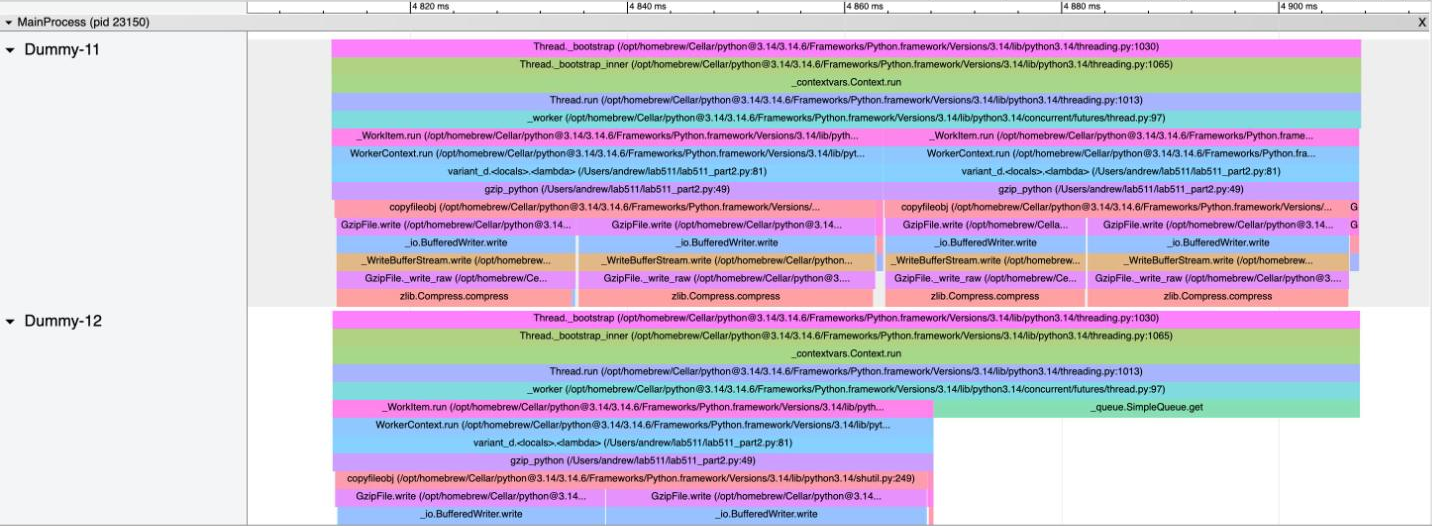 4 820 ms 4 840 ms 4 860 ms 4 880 ms 4 900 ms
MainProcess (pid 23150) X
Dummy-11
Thread._bootstrap (/opt/homebrew/Cellar/python@3.14/3.14.6/Frameworks/Python.framework/Versions/3.14/lib/python3.14/threading.py:1030)
Thread._bootstrap_inner (/opt/homebrew/Cellar/python@3.14/3.14.6/Frameworks/Python.framework/Versions/3.14/lib/python3.14/threading.py:1065)
_contextvars.Context.run
Thread.run (/opt/homebrew/Cellar/python@3.14/3.14.6/Frameworks/Python.framework/Versions/3.14/lib/python3.14/threading.py:1013)
_worker (/opt/homebrew/Cellar/python@3.14/3.14.6/Frameworks/Python.framework/Versions/3.14/lib/python3.14/concurrent/futures/thread.py:97)
_WorkItem.run (/opt/homebrew/Cellar/python@3.14/3.14.6/Frameworks/Python.framework/Versions/3.14/lib/pyth... _WorkItem.run (/opt/homebrew/Cellar/python@3.14/3.14.6/Frameworks/Python.frame...
WorkerContext.run (/opt/homebrew/Cellar/python@3.14/3.14.6/Frameworks/Python.framework/Versions/3.14/lib/pyt... WorkerContext.run (/opt/homebrew/Cellar/python@3.14/3.14.6/Frameworks/Python.fra...
variant_d.<locals>.<lambda> (/Users/andrew/lab511/lab511_part2.py:81) variant_d.<locals>.<lambda> (/Users/andrew/lab511/lab511_part2.py:81)
gzip_python (/Users/andrew/lab511/lab511_part2.py:49) gzip_python (/Users/andrew/lab511/lab511_part2.py:49)
copyfileobj (/opt/homebrew/Cellar/python@3.14/3.14.6/Frameworks/Python.framework/Versions/... copyfileobj (/opt/homebrew/Cellar/python@3.14/3.14.6/Frameworks/Python.framework/Versions/... G
GzipFile.write (/opt/homebrew/Cellar/python@3.14... GzipFile.write (/opt/homebrew/Cellar/python@3.14... GzipFile.write (/opt/homebrew/Cella... GzipFile.write (/opt/homebrew/Cellar/python@3.14... G
_io.BufferedWriter.write _io.BufferedWriter.write _io.BufferedWriter.write _io.BufferedWriter.write
_WriteBufferStream.write (/opt/homebrew... _WriteBufferStream.write (/opt/homebrew/Cellar/python... _WriteBufferStream.write (/opt/homebrew... _WriteBufferStream.write (/opt/homebrew...
GzipFile._write_raw (/opt/homebrew/Ce... GzipFile._write_raw (/opt/homebrew/Cellar/python@3.... GzipFile._write_raw (/opt/homebrew/Ce... GzipFile._write_raw (/opt/homebrew/Cellar/python@3....
zlib.Compress.compress zlib.Compress.compress zlib.Compress.compress zlib.Compress.compress
Dummy-12
Thread._bootstrap (/opt/homebrew/Cellar/python@3.14/3.14.6/Frameworks/Python.framework/Versions/3.14/lib/python3.14/threading.py:1030)
Thread._bootstrap_inner (/opt/homebrew/Cellar/python@3.14/3.14.6/Frameworks/Python.framework/Versions/3.14/lib/python3.14/threading.py:1065)
_contextvars.Context.run
Thread.run (/opt/homebrew/Cellar/python@3.14/3.14.6/Frameworks/Python.framework/Versions/3.14/lib/python3.14/threading.py:1013)
_worker (/opt/homebrew/Cellar/python@3.14/3.14.6/Frameworks/Python.framework/Versions/3.14/lib/python3.14/concurrent/futures/thread.py:97)
_WorkItem.run (/opt/homebrew/Cellar/python@3.14/3.14.6/Frameworks/Python.framework/Versions/3.14/lib/pyth... _queue.SimpleQueue.get
WorkerContext.run (/opt/homebrew/Cellar/python@3.14/3.14.6/Frameworks/Python.framework/Versions/3.14/lib/pyt...
variant_d.<locals>.<lambda> (/Users/andrew/lab511/lab511_part2.py:81)
gzip_python (/Users/andrew/lab511/lab511_part2.py:49)
copyfileobj (/opt/homebrew/Cellar/python@3.14/3.14.6/Frameworks/Python.framework/Versions/3.14/lib/python3.14/shutil.py:249)
GzipFile.write (/opt/homebrew/Cellar/python@3.14... GzipFile.write (/opt/homebrew/Cellar/python@3.14...
_io.BufferedWriter.write _io.BufferedWriter.write